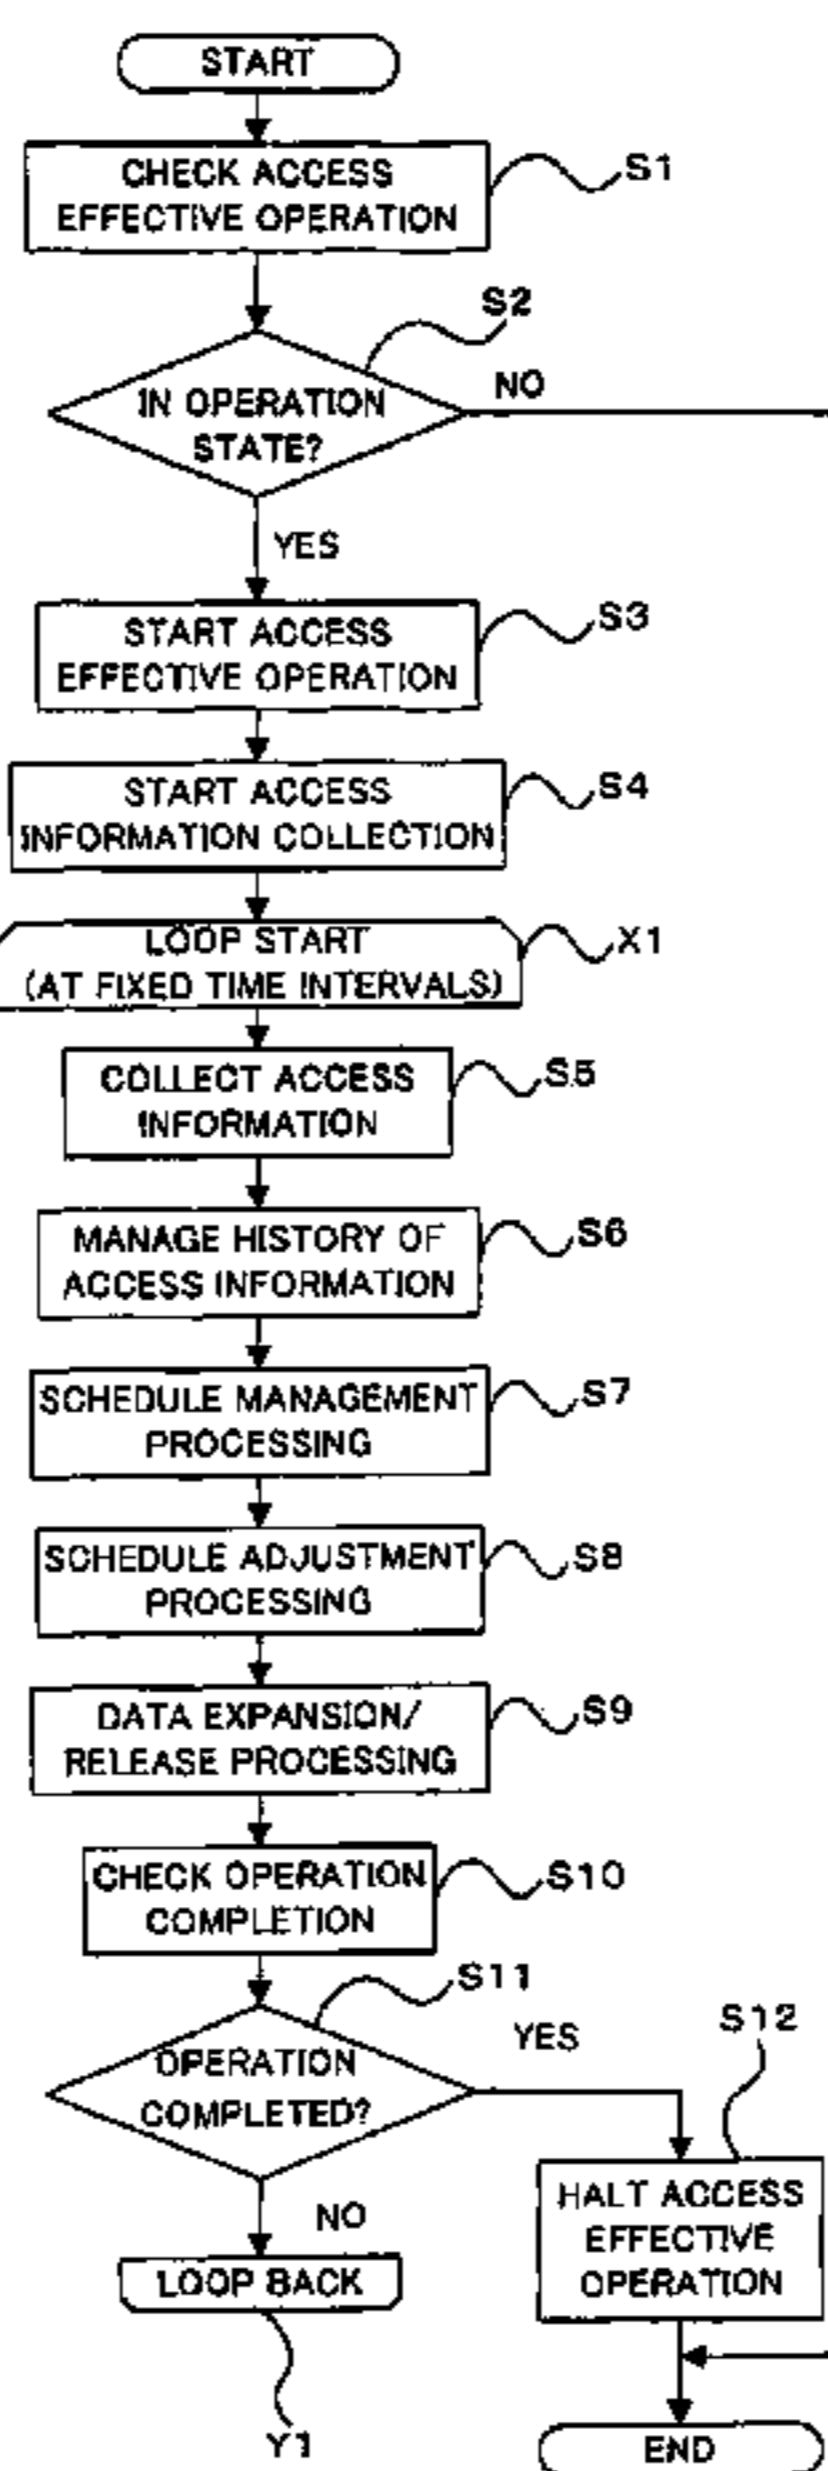 START
CHECK ACCESS
EFFECTIVE OPERATION
S1
S2
IN OPERATION
STATE?
NO
YES
START ACCESS
EFFECTIVE OPERATION
S3
START ACCESS
INFORMATION COLLECTION
S4
LOOP START
(AT FIXED TIME INTERVALS)
X1
COLLECT ACCESS
INFORMATION
S5
MANAGE HISTORY OF
ACCESS INFORMATION
S6
SCHEDULE MANAGEMENT
PROCESSING
S7
SCHEDULE ADJUSTMENT
PROCESSING
S8
DATA EXPANSION/
RELEASE PROCESSING
S9
CHECK OPERATION
COMPLETION
S10
S11
OPERATION
COMPLETED?
YES
S12
HALT ACCESS
EFFECTIVE
OPERATION
NO
LOOP BACK
Y1
END